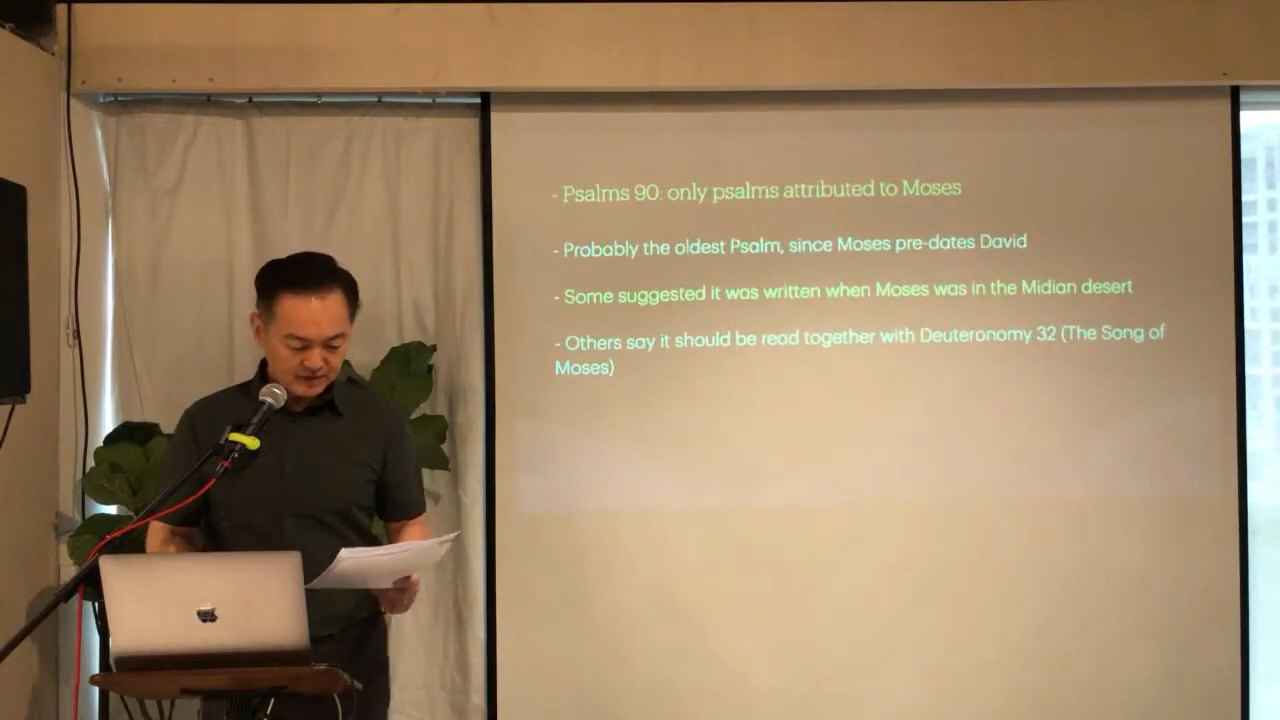 - Psalms 90: only psalms attributed to Moses
- Probably the oldest Psalm, since Moses pre-dates David
- Some suggested it was written when Moses was in the Midian desert
- Others say it should be read together with Deuteronomy 32 (The Song of
Moses)